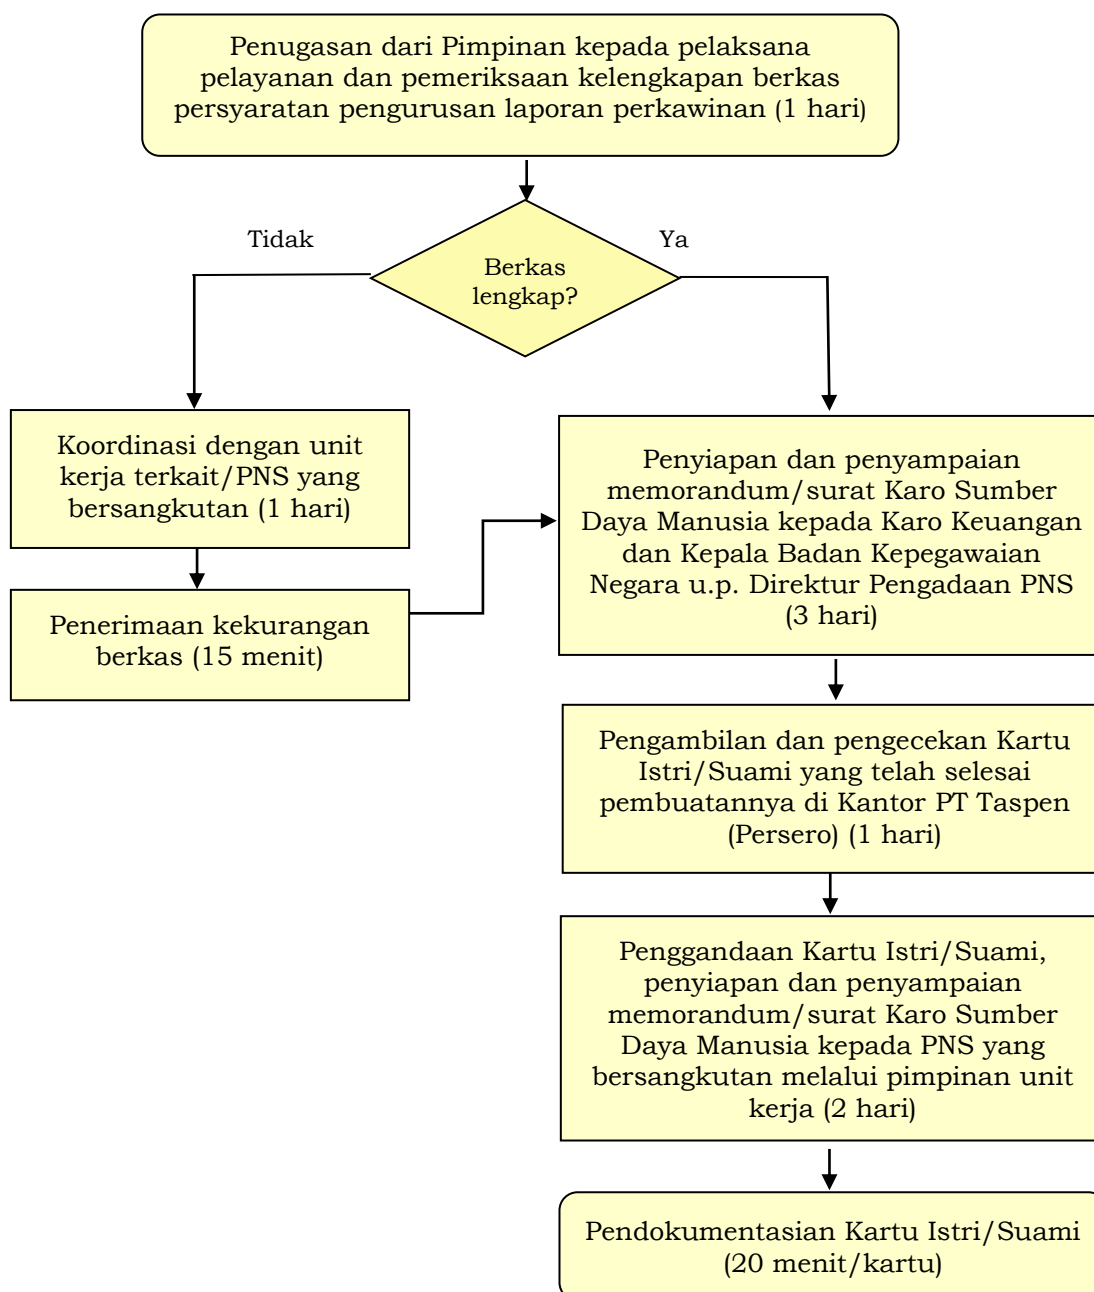 Penugasan dari Pimpinan kepada pelaksana
pelayanan dan pemeriksaan kelengkapan berkas
persyaratan pengurusan laporan perkawinan (1 hari)
Tidak
Ya
Berkas
lengkap?
Koordinasi dengan unit
kerja terkait/PNS yang
bersangkutan (1 hari)
Penerimaan kekurangan
berkas (15 menit)
Penyiapan dan penyampaian
memorandum/surat Karo Sumber
Daya Manusia kepada Karo Keuangan
dan Kepala Badan Kepegawaian
Negara u.p. Direktur Pengadaan PNS
(3 hari)
Pengambilan dan pengecekan Kartu
Istri/Suami yang telah selesai
pembuatannya di Kantor PT Taspen
(Persero) (1 hari)
Penggandaan Kartu Istri/Suami,
penyiapan dan penyampaian
memorandum/surat Karo Sumber
Daya Manusia kepada PNS yang
bersangkutan melalui pimpinan unit
kerja (2 hari)
Pendokumentasian Kartu Istri/Suami
(20 menit/kartu)